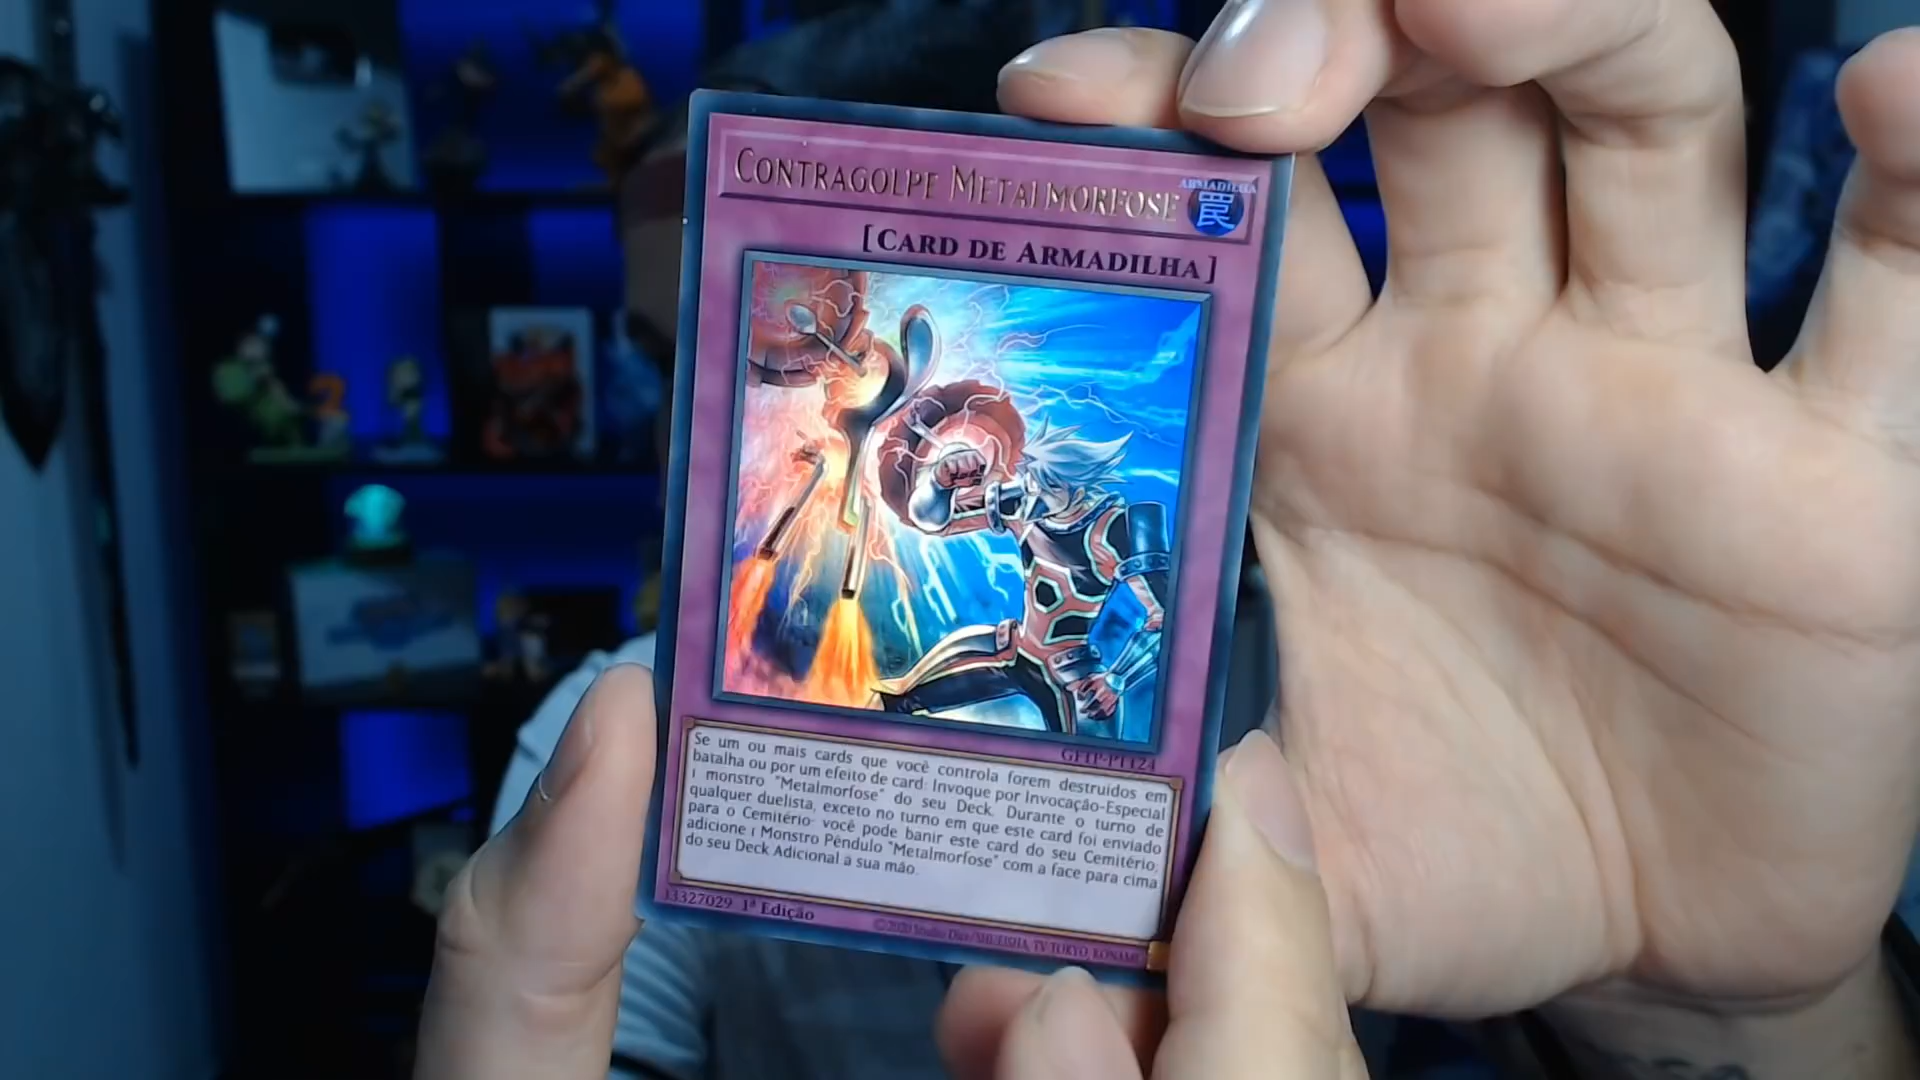 CONTRAGOLPE METALMORFOSE
ARMADILHA
罠
[CARD DE ARMADILHA]
GFTP-PT124
Se um ou mais cards que você controla forem destruídos em
batalha ou por um efeito de card: Invoque por Invocação-Especial
1 monstro "Metalmorfose" do seu Deck. Durante o turno de
qualquer duelista, exceto no turno em que este card foi enviado
para o Cemitério: você pode banir este card do seu Cemitério;
adicione 1 Monstro Pêndulo "Metalmorfose" com a face para cima
do seu Deck Adicional à sua mão.
13327029 1ª Edição
©2020 Studio Dice/SHUEISHA, TV TOKYO, KONAMI